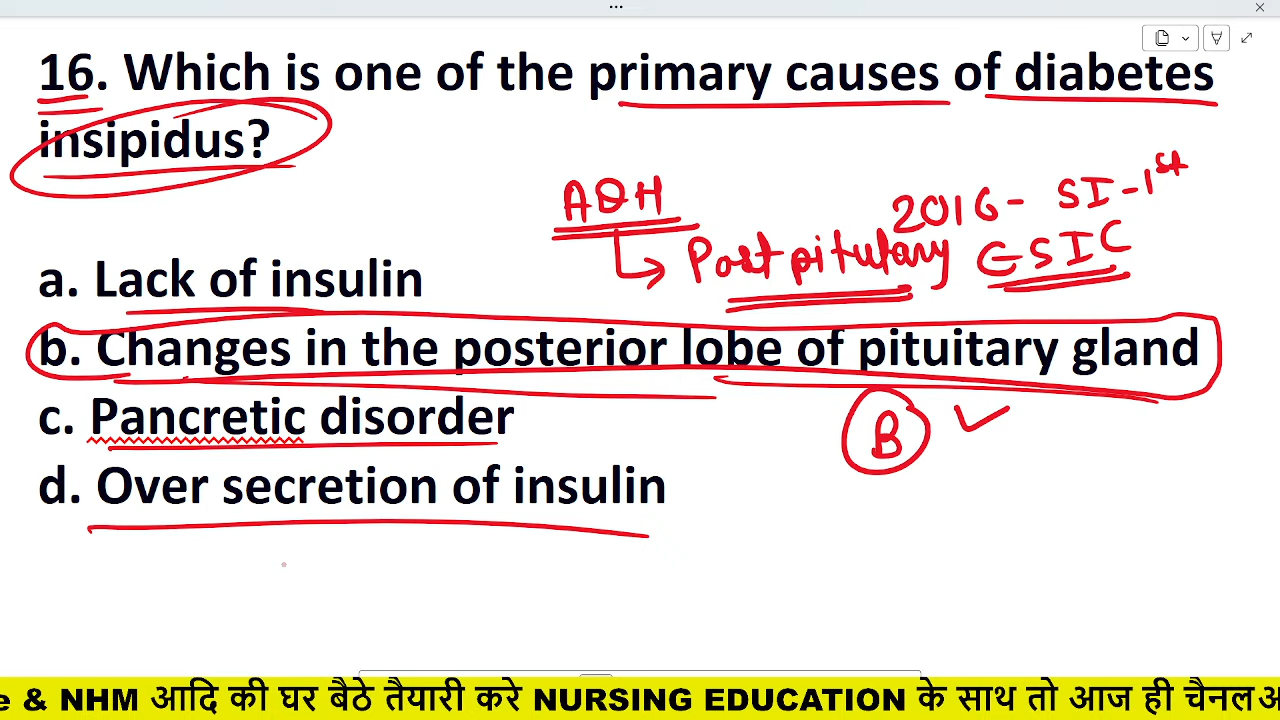 16. Which is one of the primary causes of diabetes
insipidus?
ADH
2016- SI-1st
Post pitutary
ESIC
a. Lack of insulin
b. Changes in the posterior lobe of pituitary gland
c. Pancretic disorder
B
d. Over secretion of insulin
e & NHM आदि की घर बैठे तैयारी करे NURSING EDUCATION के साथ तो आज ही चैनल